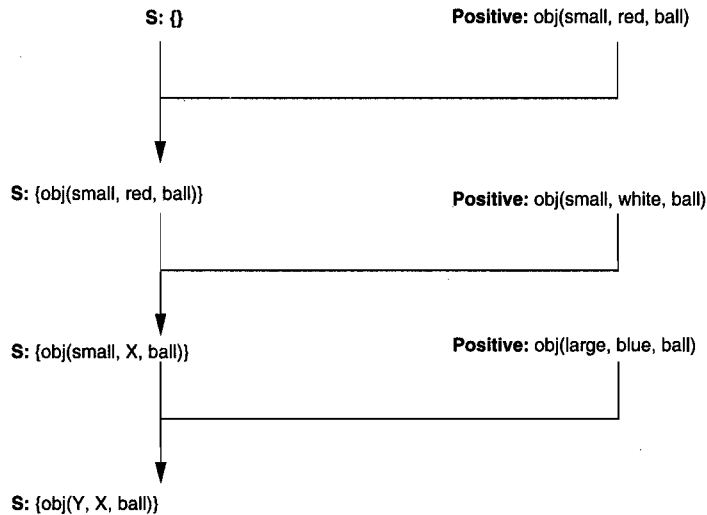 S: {}
Positive: obj(small, red, ball)
S: {obj(small, red, ball)}
Positive: obj(small, white, ball)
S: {obj(small, X, ball)}
Positive: obj(large, blue, ball)
S: {obj(Y, X, ball)}